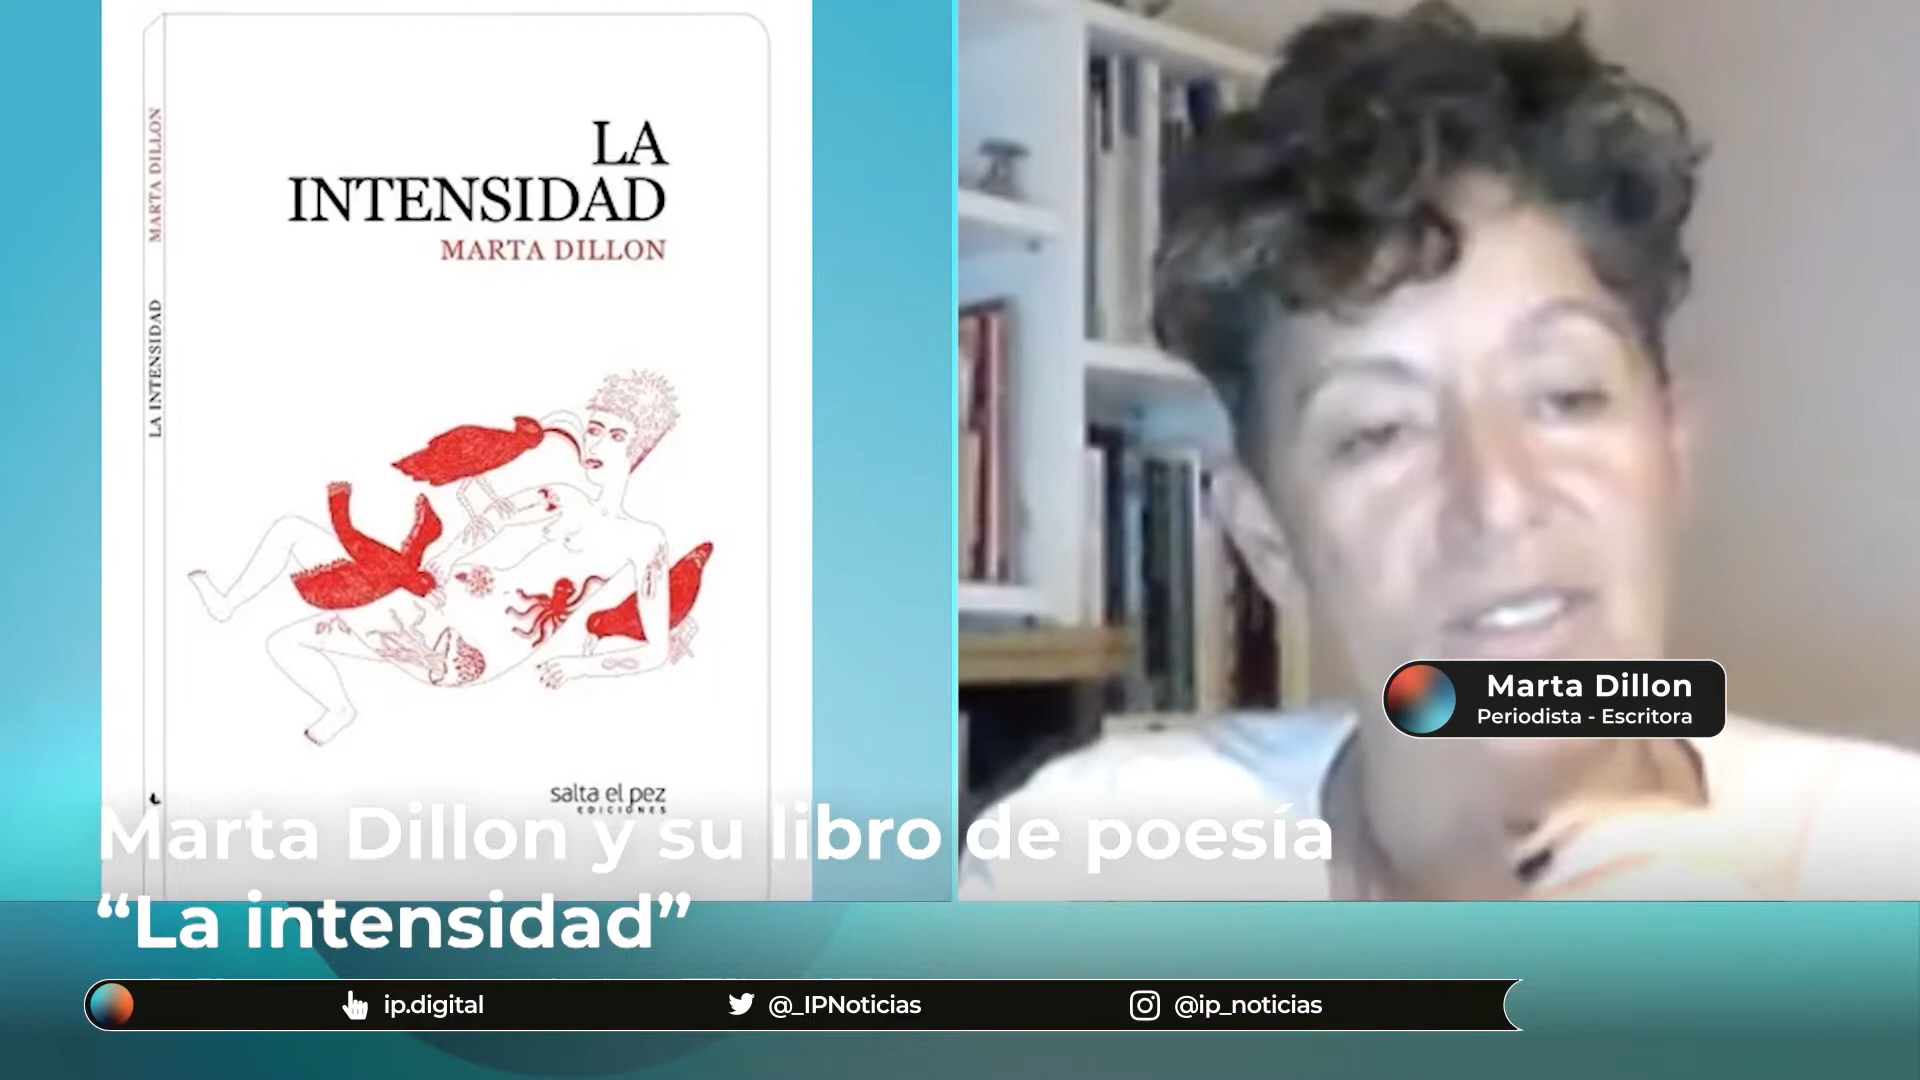 LA
INTENSIDAD
MARTA DILLON
MARTA DILLON
LA INTENSIDAD
salta el pez
EDICIONES
Marta Dillon
Periodista - Escritora
Marta Dillon y su libro de poesía
“La intensidad”
ip.digital
@_IPNoticias
@ip_noticias